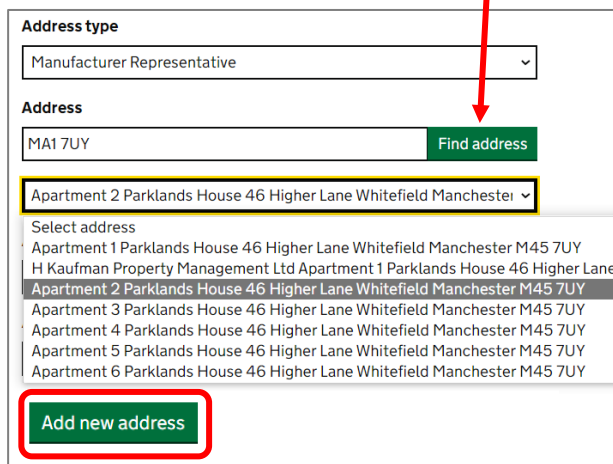 Address type
Manufacturer Representative
Address
MA1 7UY
Find address
Apartment 2 Parklands House 46 Higher Lane Whitefield Manchester
Select address
Apartment 1 Parklands House 46 Higher Lane Whitefield Manchester M45 7UY
H Kaufman Property Management Ltd Apartment 1 Parklands House 46 Higher Lane
Apartment 2 Parklands House 46 Higher Lane Whitefield Manchester M45 7UY
Apartment 3 Parklands House 46 Higher Lane Whitefield Manchester M45 7UY
Apartment 4 Parklands House 46 Higher Lane Whitefield Manchester M45 7UY
Apartment 5 Parklands House 46 Higher Lane Whitefield Manchester M45 7UY
Apartment 6 Parklands House 46 Higher Lane Whitefield Manchester M45 7UY
Add new address